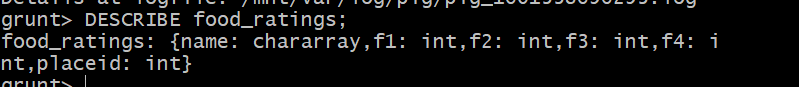 Details at logfile: /mnt/var/log/pig/pig_1601550030299.log
grunt> DESCRIBE food_ratings;
food_ratings: {name: chararray,f1: int,f2: int,f3: int,f4: i
nt,placeid: int}
grunt>